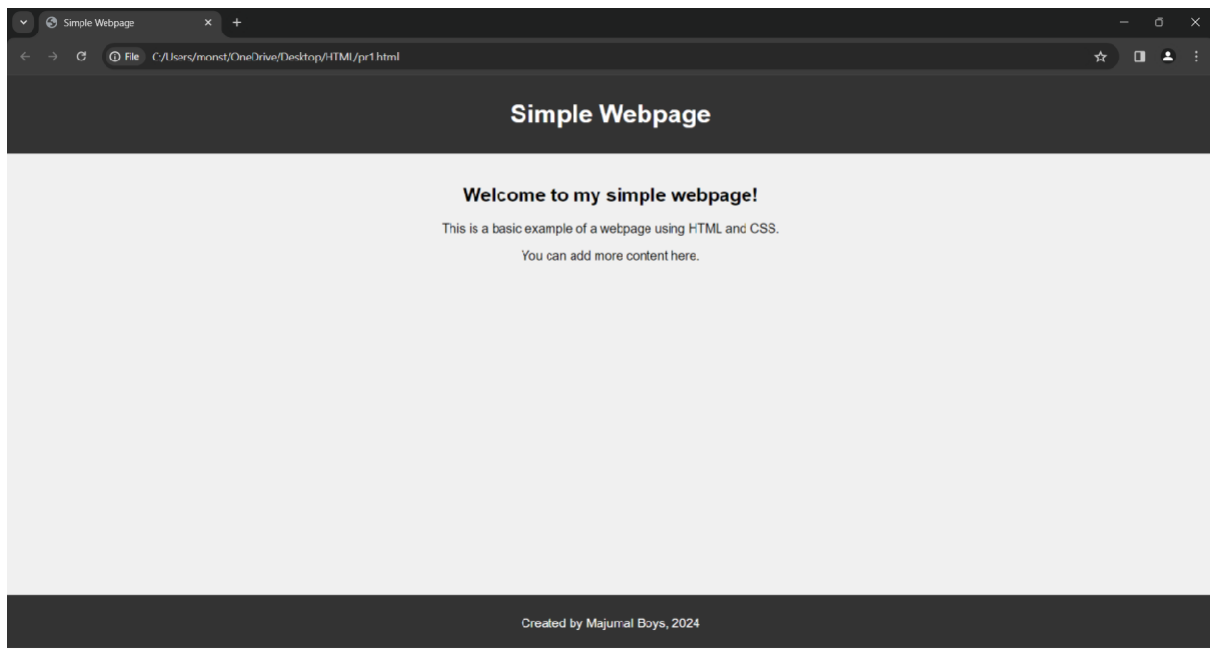 Simple Webpage
File C:/Users/monst/OneDrive/Desktop/HTML/pr1.html
Simple Webpage
Welcome to my simple webpage!
This is a basic example of a webpage using HTML and CSS.
You can add more content here.
Created by Majumal Boys, 2024